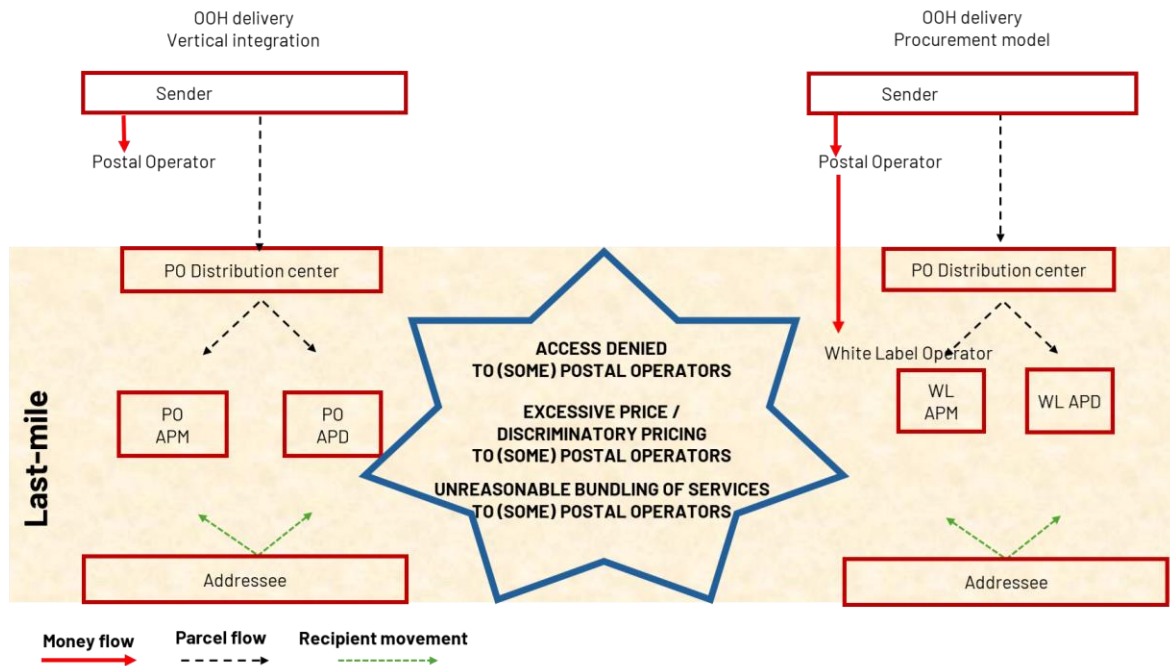 OOH delivery
Vertical integration
Sender
Postal Operator
PO Distribution center
PO
APM
PO
APD
Addressee
Last-mile
ACCESS DENIED
TO (SOME) POSTAL OPERATORS
EXCESSIVE PRICE /
DISCRIMINATORY PRICING
TO (SOME) POSTAL OPERATORS
UNREASONABLE BUNDLING OF SERVICES
TO (SOME) POSTAL OPERATORS
OOH delivery
Procurement model
Sender
Postal Operator
PO Distribution center
White Label Operator
WL
APM
WL APD
Addressee
Money flow
Parcel flow
Recipient movement